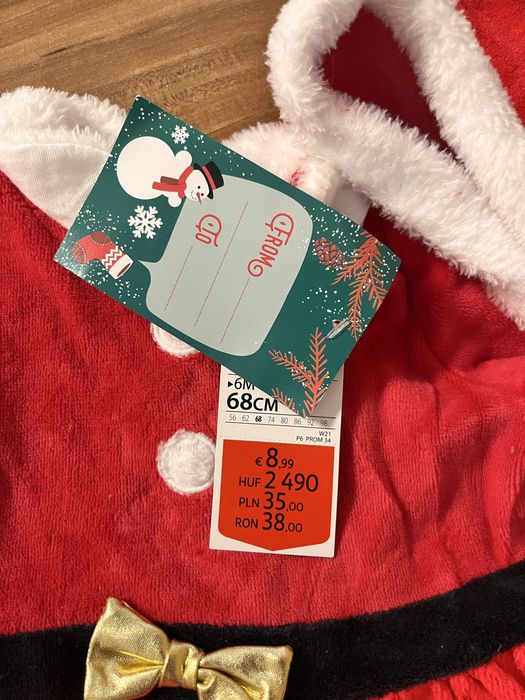 FROM
TO
▸6M
68CM
56 62 68 74 80 86 92 98
W21
P6 PROM 34
€ 8,99
HUF 2 490
PLN 35,00
RON 38,00